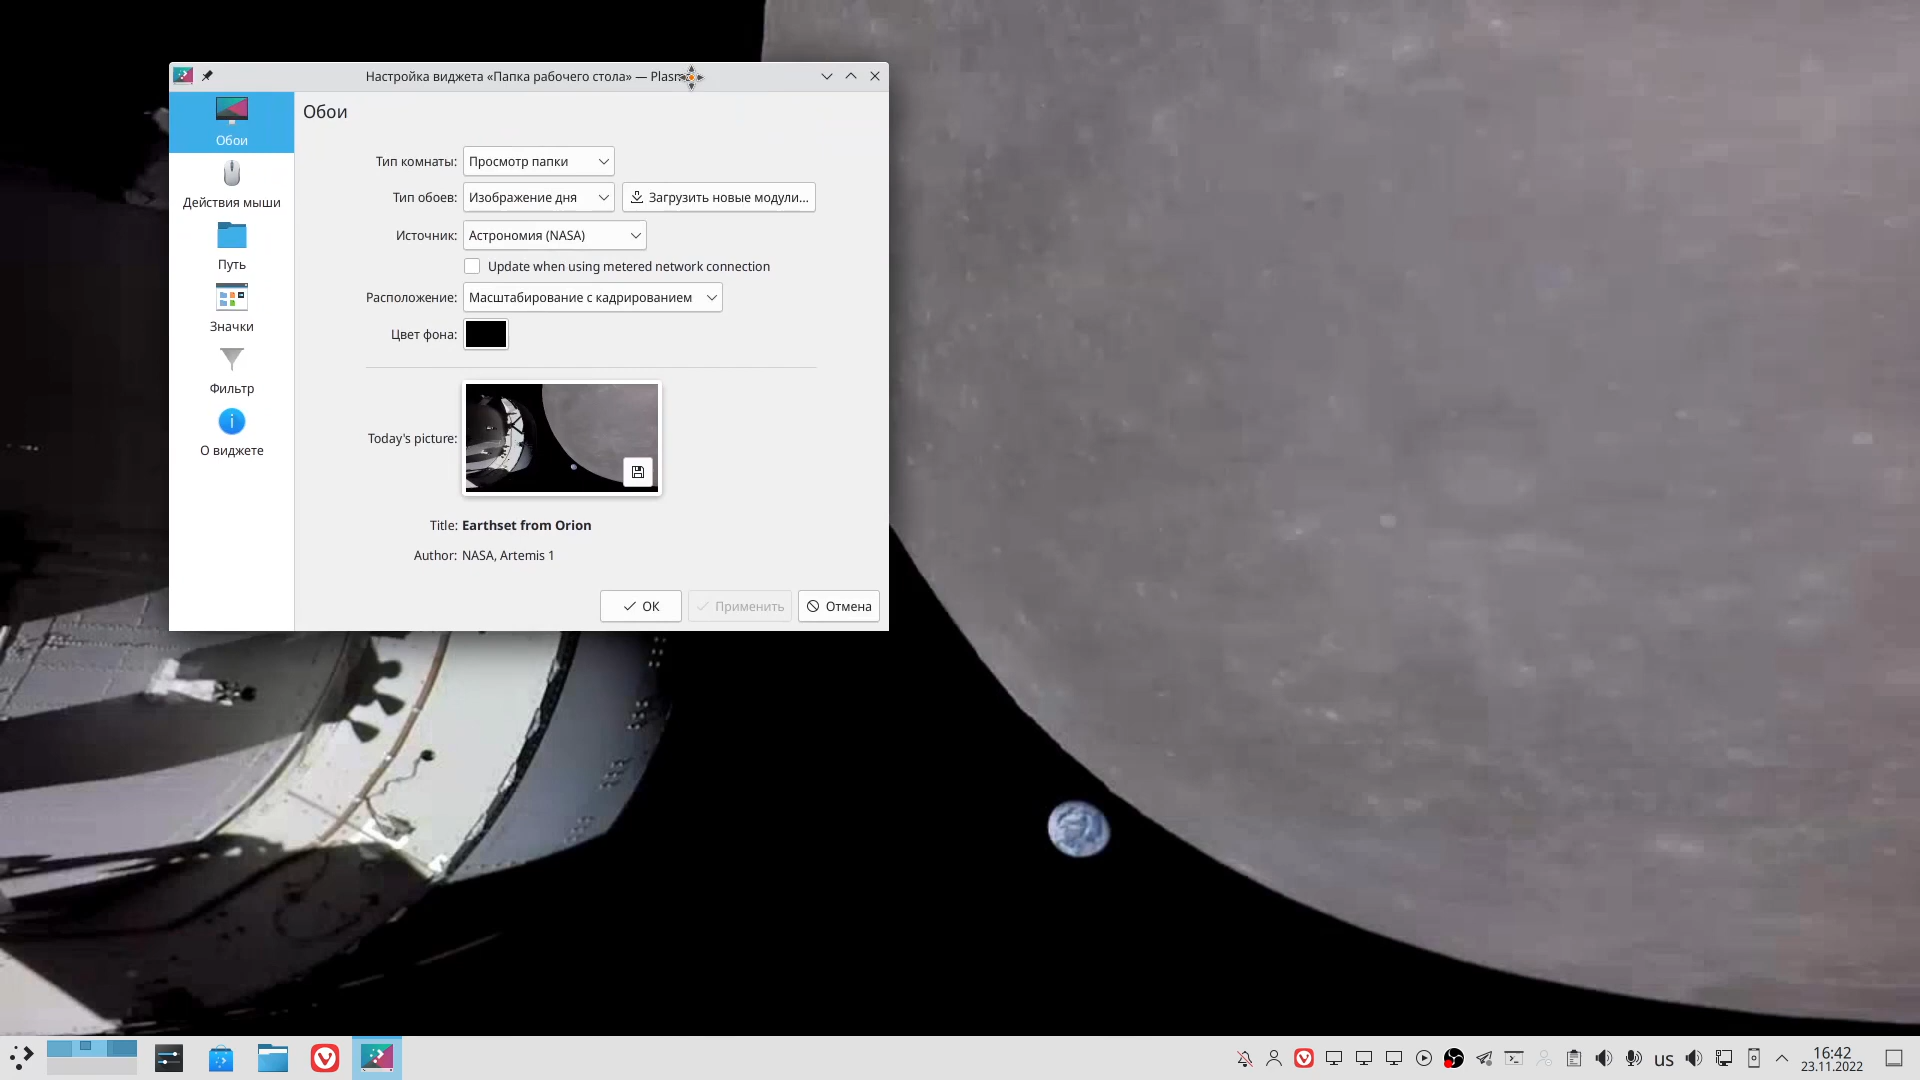 Настройка виджета «Папка рабочего стола» — Plasm
Обои
Действия мыши
Путь
Значки
Фильтр
О виджете
Обои
Тип комнаты: Просмотр папки
Тип обоев: Изображение дня Загрузить новые модули...
Источник: Астрономия (NASA)
Update when using metered network connection
Расположение: Масштабирование с кадрированием
Цвет фона:
Today's picture:
Title: Earthset from Orion
Author: NASA, Artemis 1
ОК Применить Отмена
us 16:42
23.11.2022